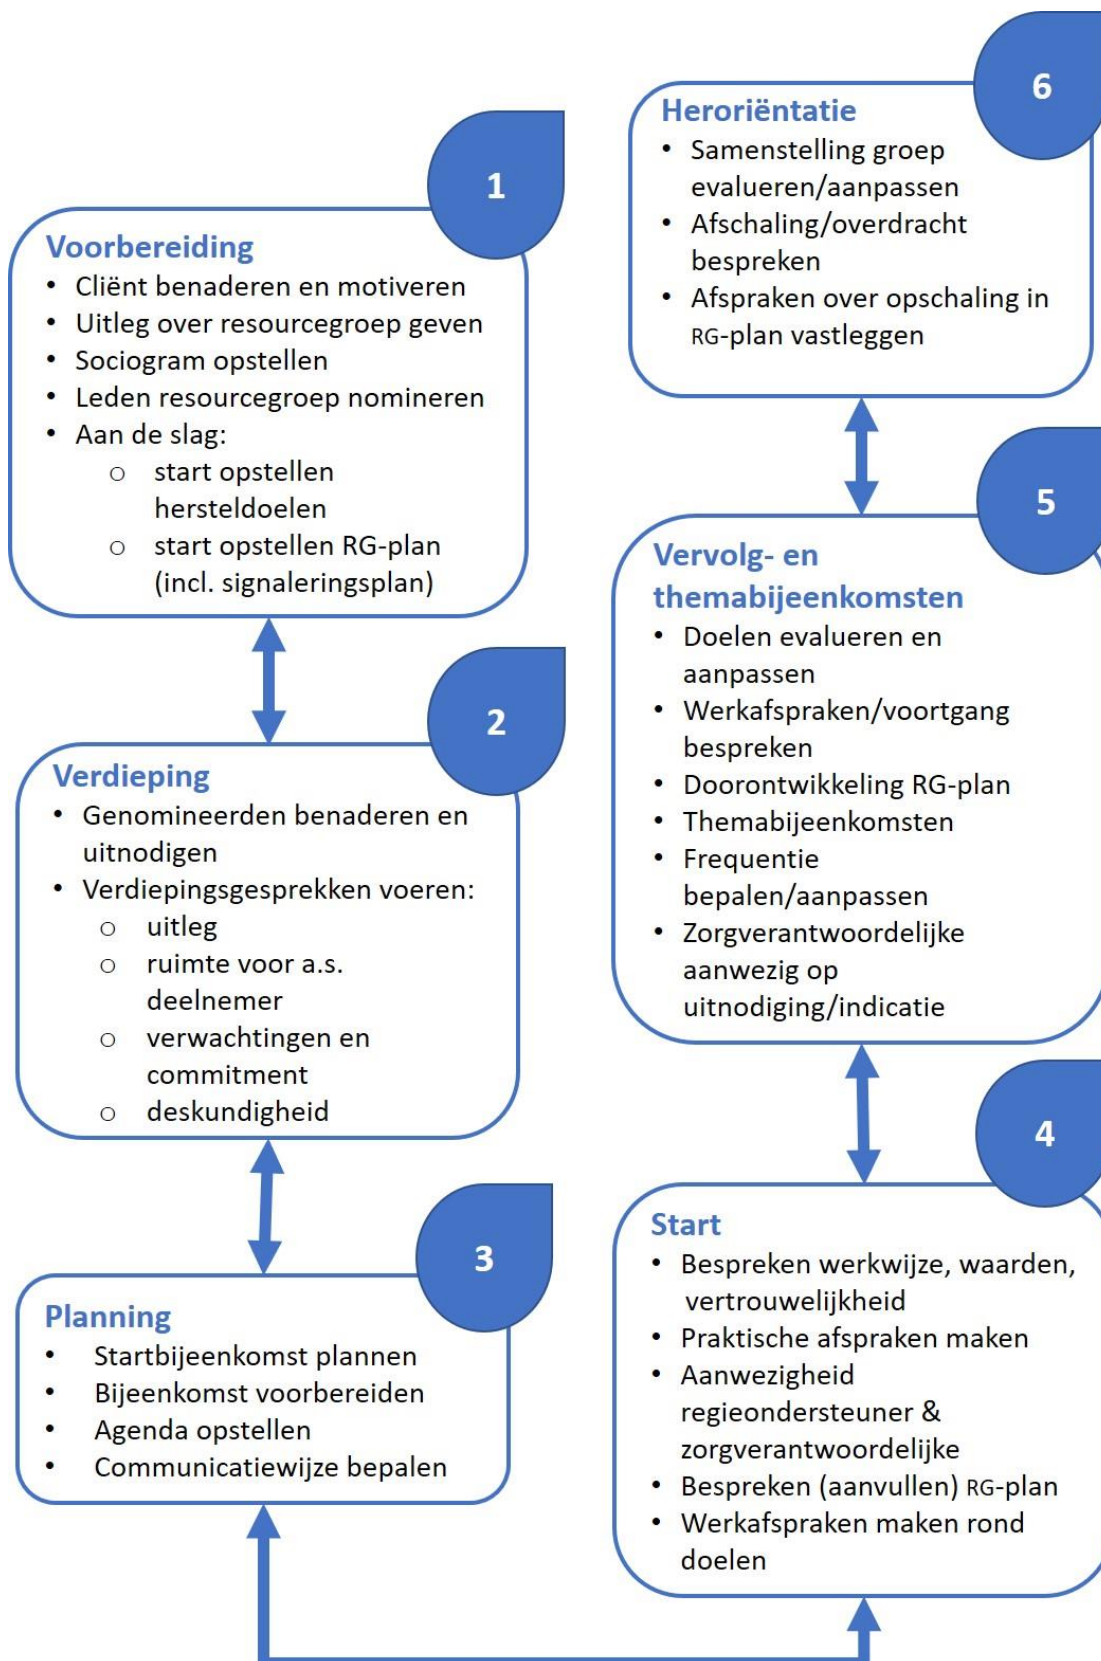 1
Voorbereiding
• Cliënt benaderen en motiveren
• Uitleg over resourcegroep geven
• Sociogram opstellen
• Leden resourcegroep nomineren
• Aan de slag:
o start opstellen
hersteldoelen
o start opstellen RG-plan
(incl. signaleringsplan)
2
Verdieping
• Genomineerden benaderen en
uitnodigen
• Verdiepingsgesprekken voeren:
o uitleg
o ruimte voor a.s.
deelnemer
o verwachtingen en
commitment
o deskundigheid
3
Planning
• Startbijeenkomst plannen
• Bijeenkomst voorbereiden
• Agenda opstellen
• Communicatiewijze bepalen
4
Start
• Bespreken werkwijze, waarden,
vertrouwelijkheid
• Praktische afspraken maken
• Aanwezigheid
regieondersteuner &
zorgverantwoordelijke
• Bespreken (aanvullen) RG-plan
• Werkafspraken maken rond
doelen
5
Vervolg- en
themabijeenkomsten
• Doelen evalueren en
aanpassen
• Werkafspraken/voortgang
bespreken
• Doorontwikkeling RG-plan
• Themabijeenkomsten
• Frequentie
bepalen/aanpassen
• Zorgverantwoordelijke
aanwezig op
uitnodiging/indicatie
6
Heroriëntatie
• Samenstelling groep
evalueren/aanpassen
• Afschaling/overdracht
bespreken
• Afspraken over opschaling in
RG-plan vastleggen